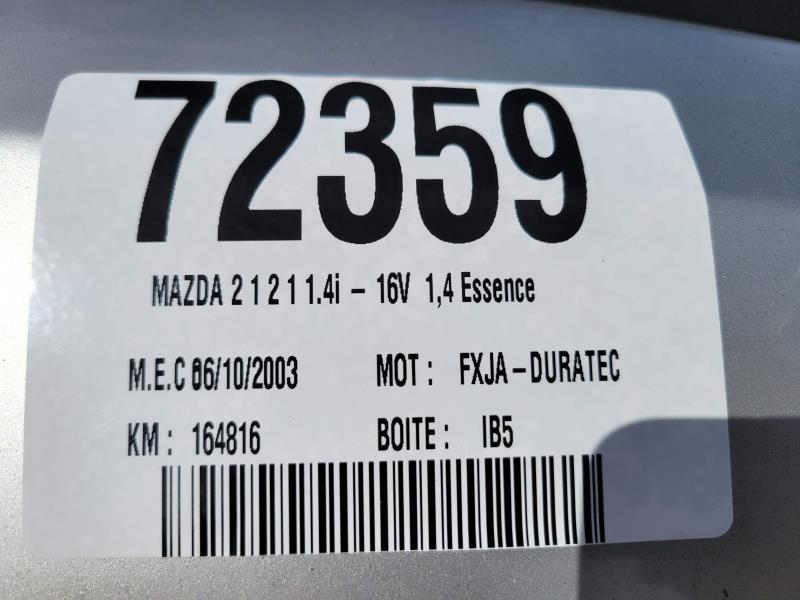 72359
MAZDA 2 1 2 1 1.4i - 16V 1,4 Essence
M.E.C 06/10/2003 MOT : FXJA-DURATEC
KM : 164816 BOITE : IB5